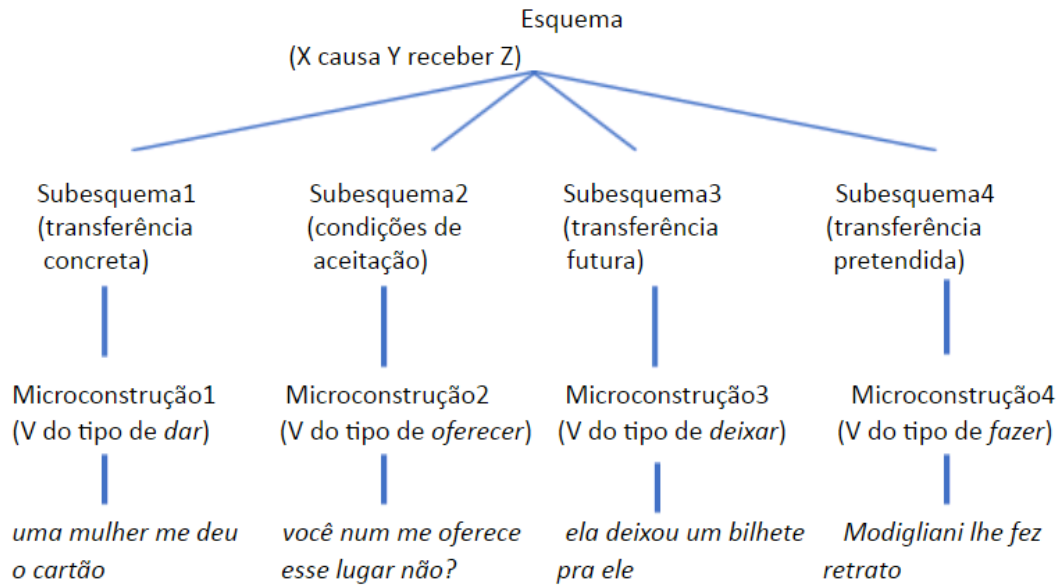 Esquema
(X causa Y receber Z)
Subesquema1
(transferência
concreta)
Subesquema2
(condições de
aceitação)
Subesquema3
(transferência
futura)
Subesquema4
(transferência
pretendida)
Microconstrução1
(V do tipo de dar)
Microconstrução2
(V do tipo de oferecer)
Microconstrução3
(V do tipo de deixar)
Microconstrução4
(V do tipo de fazer)
uma mulher me deu
o cartão
você num me oferece
esse lugar não?
ela deixou um bilhete
pra ele
Modigliani lhe fez
retrato